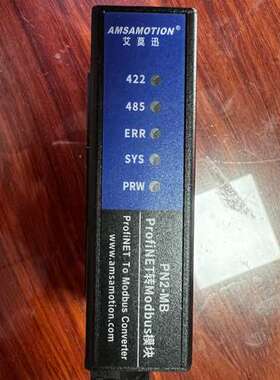 AMSAMOTION®
艾莫迅
422
485
ERR
SYS
PRW
PN2-MB
ProfiNET转Modbus模块
ProfiNET To Modbus Converter
www.amsamotion.com